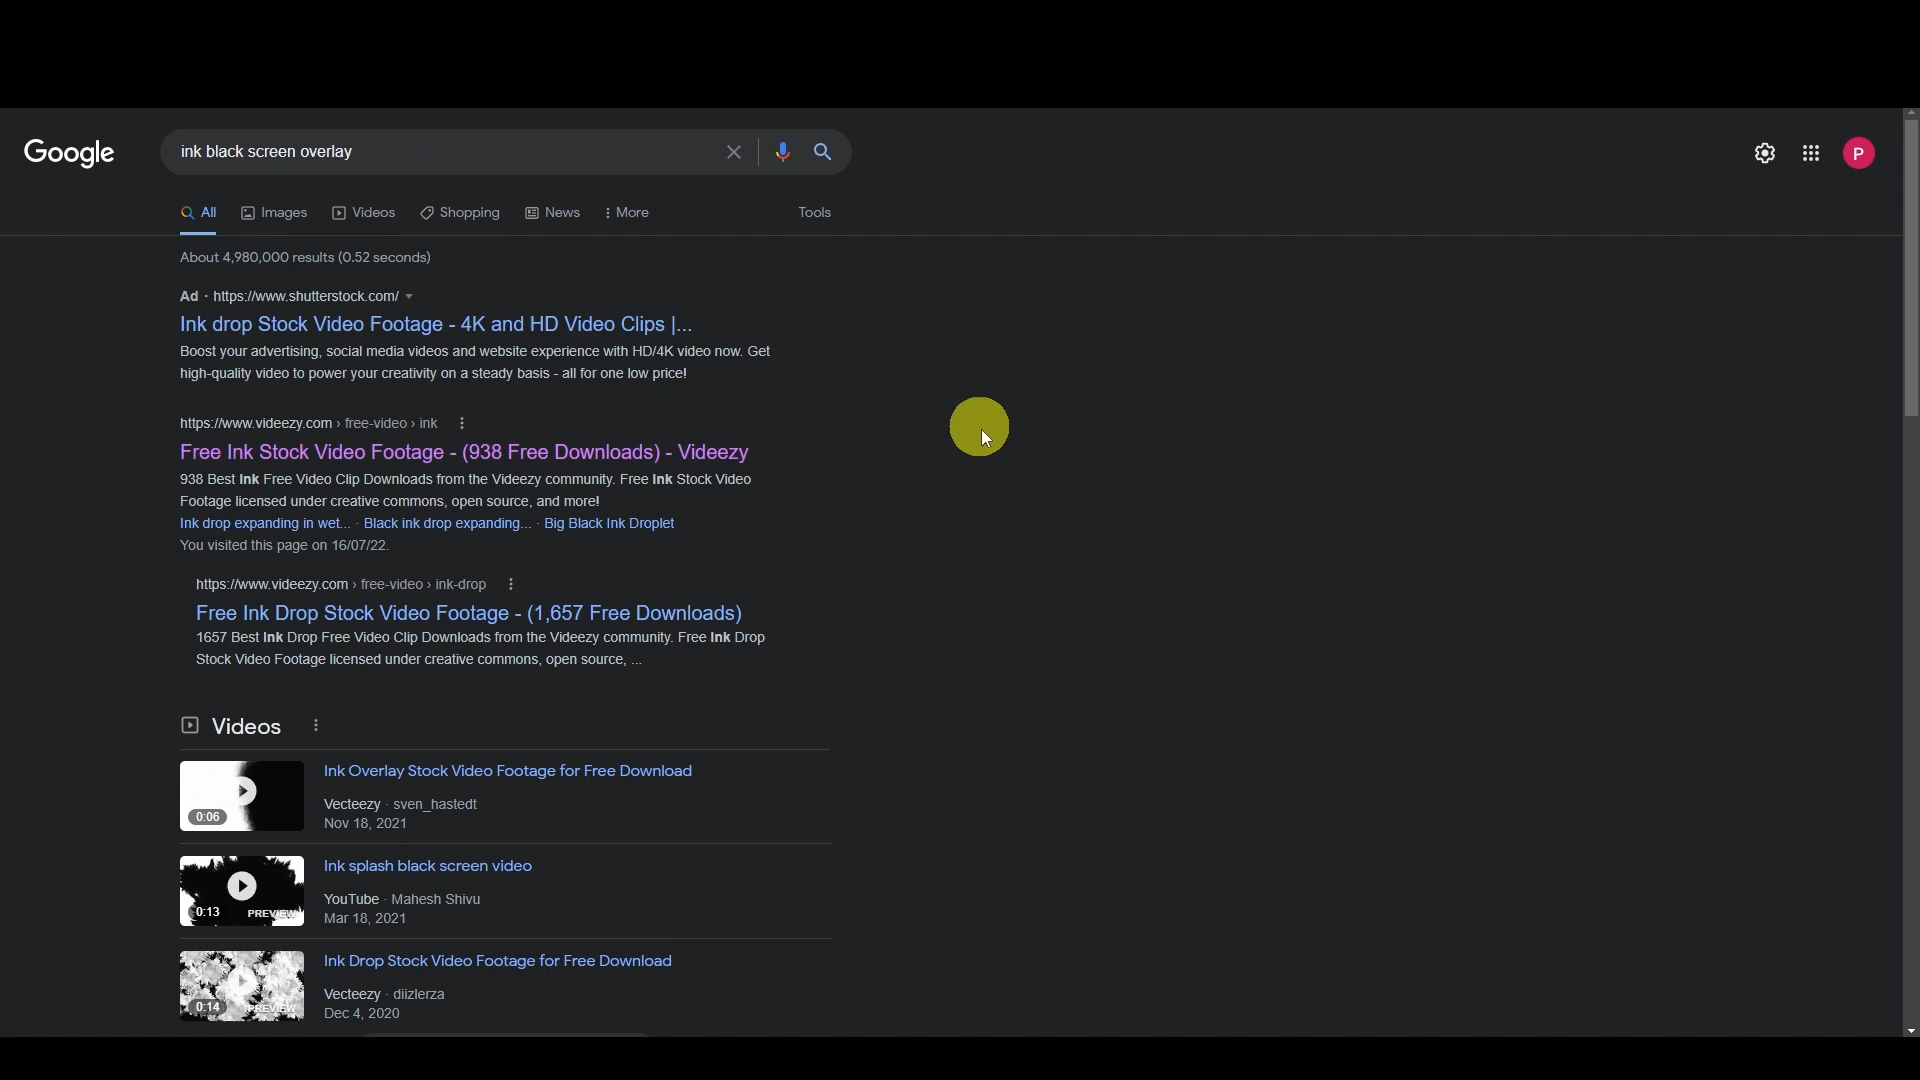 Google
ink black screen overlay
P
All
Images
Videos
Shopping
News
More
Tools
About 4,980,000 results (0.52 seconds)
Ad · https://www.shutterstock.com/
Ink drop Stock Video Footage - 4K and HD Video Clips |...
Boost your advertising, social media videos and website experience with HD/4K video now. Get
high-quality video to power your creativity on a steady basis - all for one low price!
https://www.videezy.com › free-video › ink
Free Ink Stock Video Footage - (938 Free Downloads) - Videezy
938 Best Ink Free Video Clip Downloads from the Videezy community. Free Ink Stock Video
Footage licensed under creative commons, open source, and more!
Ink drop expanding in wet... · Black ink drop expanding... · Big Black Ink Droplet
You visited this page on 16/07/22.
https://www.videezy.com › free-video › ink-drop
Free Ink Drop Stock Video Footage - (1,657 Free Downloads)
1657 Best Ink Drop Free Video Clip Downloads from the Videezy community. Free Ink Drop
Stock Video Footage licensed under creative commons, open source, ...
Videos
Ink Overlay Stock Video Footage for Free Download
Vecteezy · sven_hastedt
0:06
Nov 18, 2021
Ink splash black screen video
YouTube · Mahesh Shivu
0:13 PREVIEW
Mar 18, 2021
Ink Drop Stock Video Footage for Free Download
Vecteezy · diizlerza
0:14 PREVIEW
Dec 4, 2020